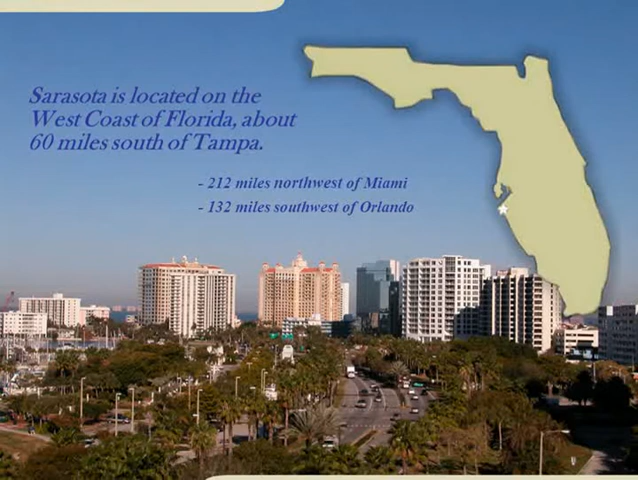 Sarasota is located on the
West Coast of Florida, about
60 miles south of Tampa.
- 212 miles northwest of Miami
- 132 miles southwest of Orlando